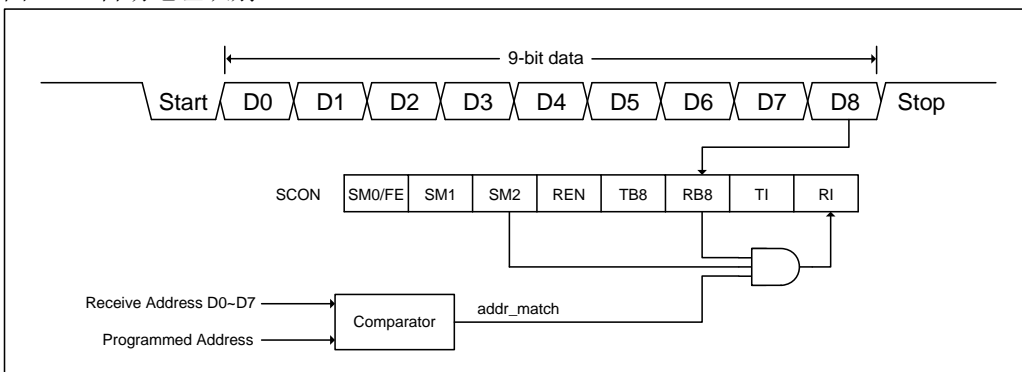 9-bit data
Start D0 D1 D2 D3 D4 D5 D6 D7 D8 Stop
SCON SM0/FE SM1 SM2 REN TB8 RB8 TI RI
Receive Address D0~D7
Comparator
addr_match
Programmed Address